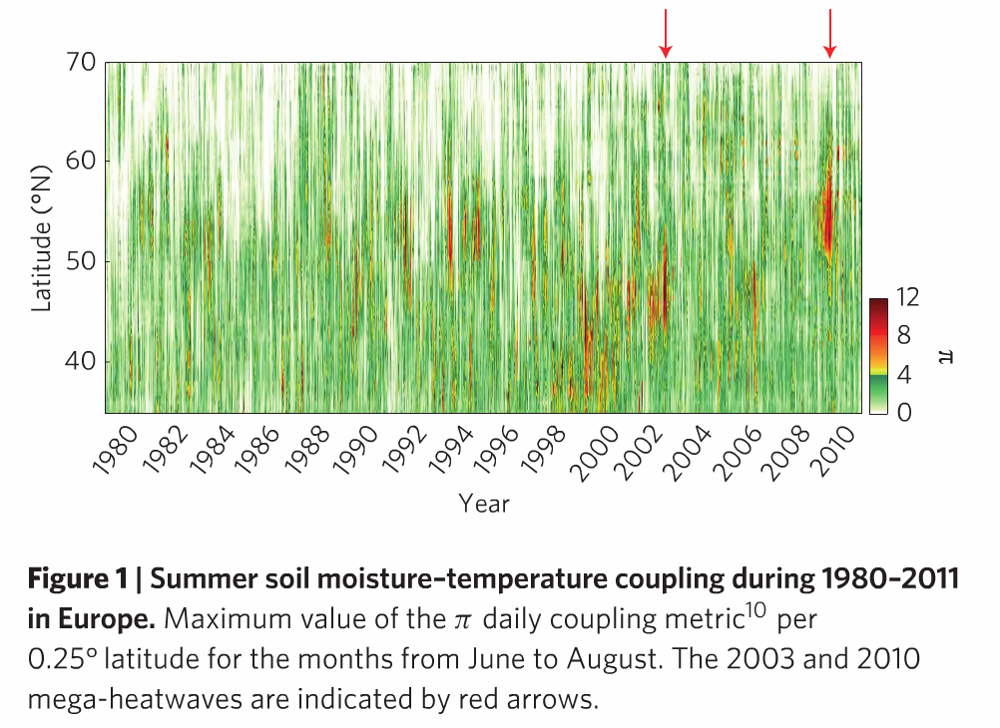 70
60
50
40
Latitude (°N)
12
8
4
0
π
1980 1982 1984 1986 1988 1990 1992 1994 1996 1998 2000 2002 2004 2006 2008 2010
Year
Figure 1 | Summer soil moisture–temperature coupling during 1980–2011
in Europe. Maximum value of the π daily coupling metric10 per
0.25° latitude for the months from June to August. The 2003 and 2010
mega-heatwaves are indicated by red arrows.